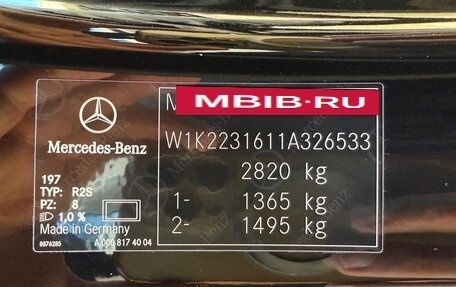 M MBIB-RU
Mercedes-Benz
W1K2231611A326533
2820 kg
197
TYP: R2S
PZ: 8
1,0 %
1- 1365 kg
2- 1495 kg
Made in Germany
8876285 A 000 817 40 04